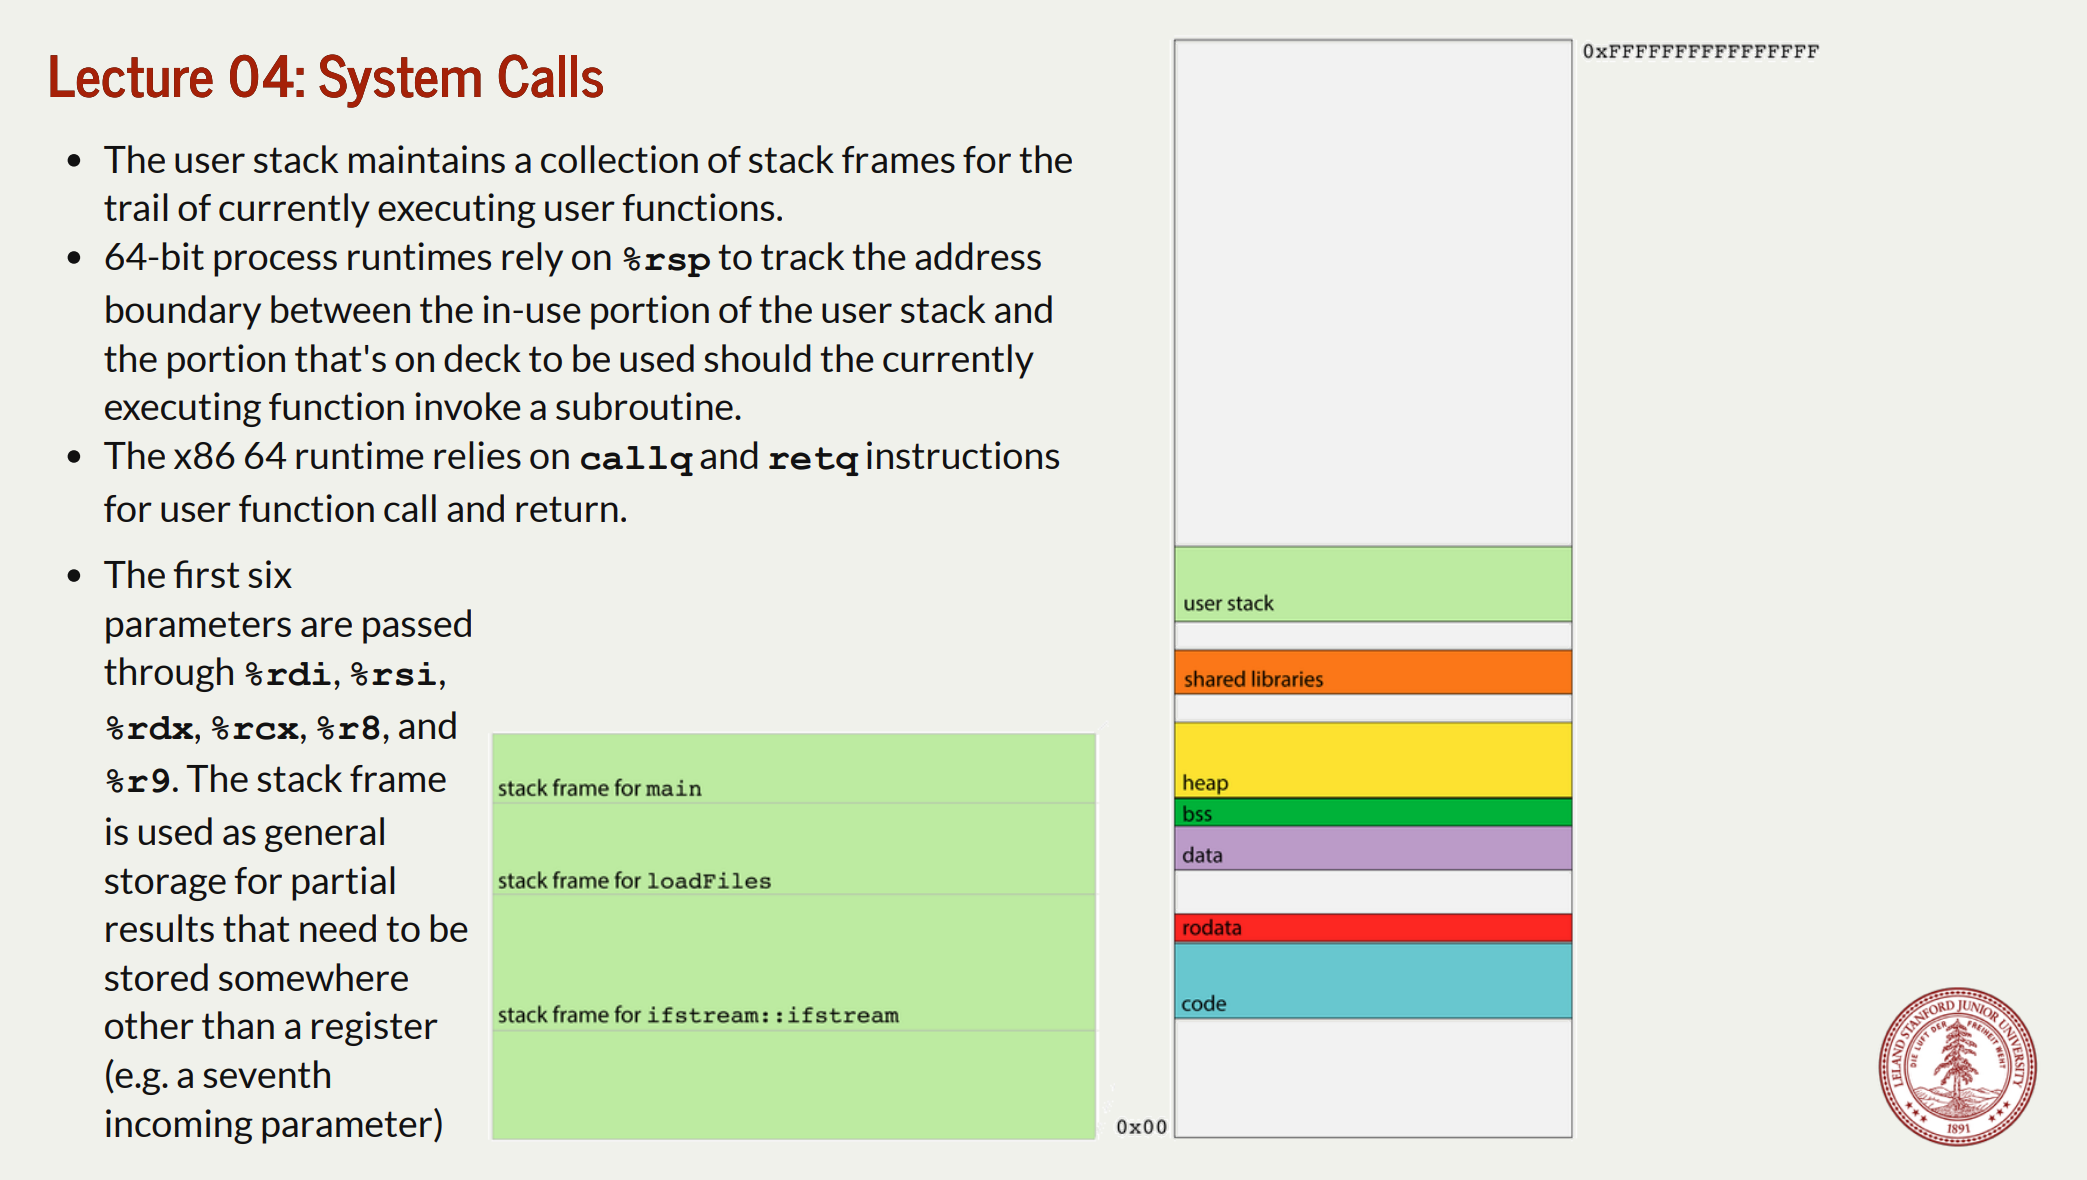 Lecture 04: System Calls
The user stack maintains a collection of stack frames for the
trail of currently executing user functions.
64-bit process runtimes rely on %rsp to track the address
boundary between the in-use portion of the user stack and
the portion that's on deck to be used should the currently
executing function invoke a subroutine.
The x86 64 runtime relies on callq and retq instructions
for user function call and return.
The first six
parameters are passed
through %rdi, %rsi,
%rdx, %rcx, %r8, and
%r9. The stack frame
is used as general
storage for partial
results that need to be
stored somewhere
other than a register
(e.g. a seventh
incoming parameter)
stack frame for main
stack frame for loadFiles
stack frame for ifstream::ifstream
0xFFFFFFFFFFFFFFFF
user stack
shared libraries
heap
bss
data
rodata
code
0x00
LELAND STANFORD JUNIOR UNIVERSITY
DIE LUFT DER FREIHEIT WEHT
1891